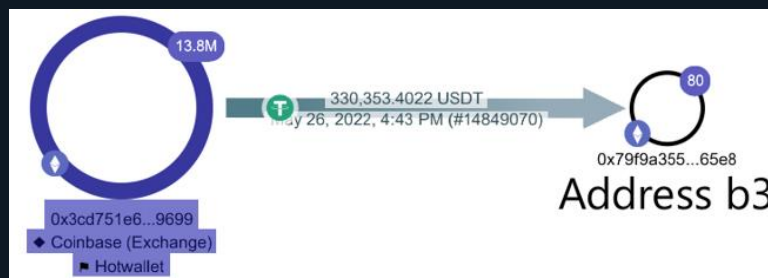 13.8M
330,353.4022 USDT
May 26, 2022, 4:43 PM (#14849070)
80
0x79f9a355...65e8
Address b3
0x3cd751e6...9699
Coinbase (Exchange)
Hotwallet